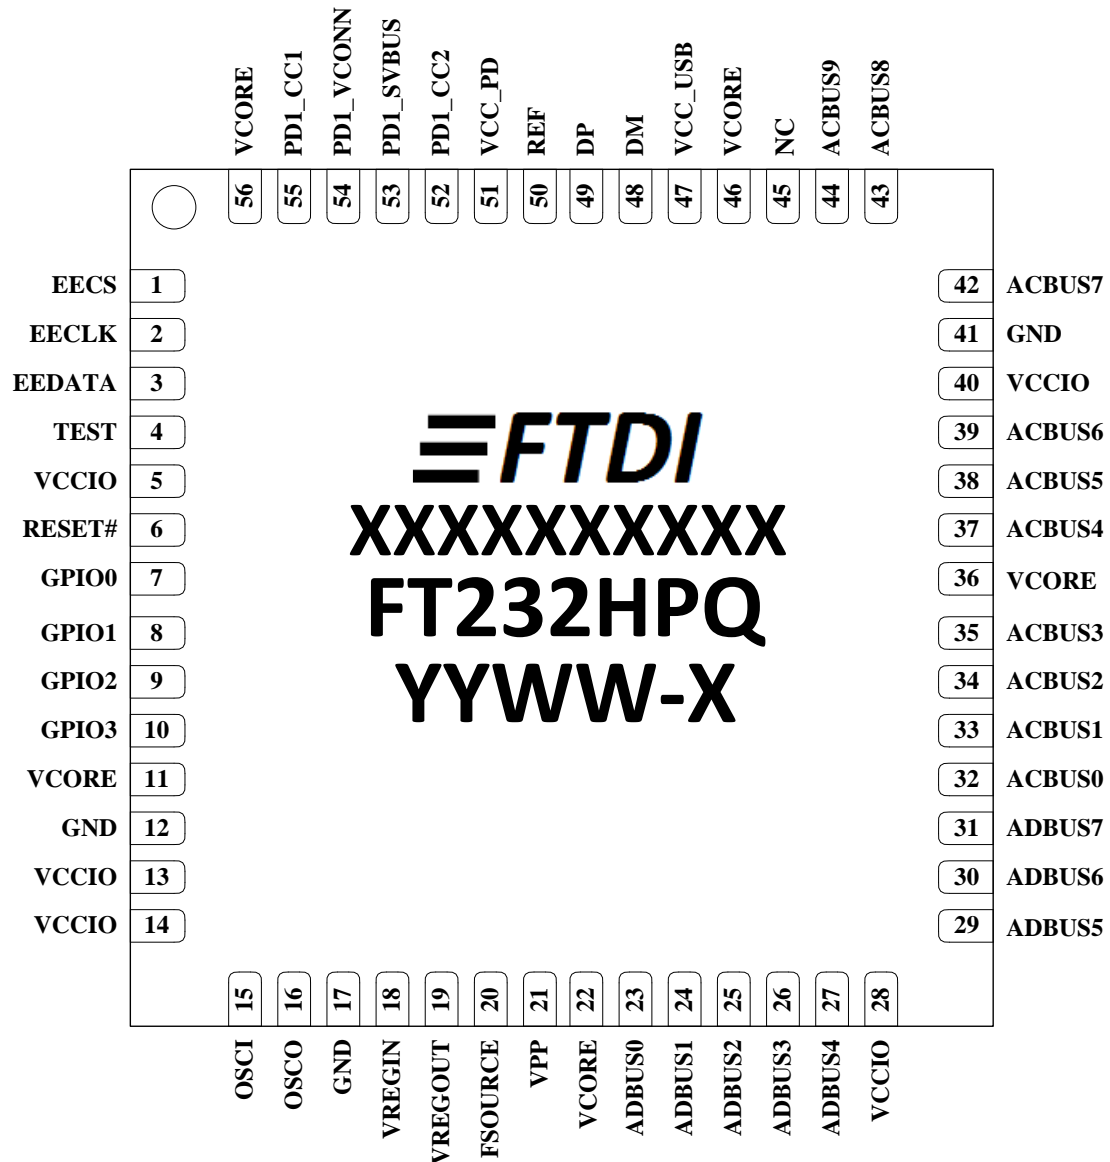 VCORE PD1_CC1 PD1_VCONN PD1_SVBUS PD1_CC2 VCC_PD REF DP DM VCC_USB VCORE NC ACBUS9 ACBUS8
56 55 54 53 52 51 50 49 48 47 46 45 44 43
EECS 1 42 ACBUS7
EECLK 2 41 GND
EEDATA 3 40 VCCIO
TEST 4 39 ACBUS6
VCCIO 5 38 ACBUS5
RESET# 6 37 ACBUS4
GPIO0 7 36 VCORE
GPIO1 8 35 ACBUS3
GPIO2 9 34 ACBUS2
GPIO3 10 33 ACBUS1
VCORE 11 32 ACBUS0
GND 12 31 ADBUS7
VCCIO 13 30 ADBUS6
VCCIO 14 29 ADBUS5
FTDI
XXXXXXXXXX
FT232HPQ
YYWW-X
15 16 17 18 19 20 21 22 23 24 25 26 27 28
OSCI OSCO GND VREGIN VREGOUT FSOURCE VPP VCORE ADBUS0 ADBUS1 ADBUS2 ADBUS3 ADBUS4 VCCIO